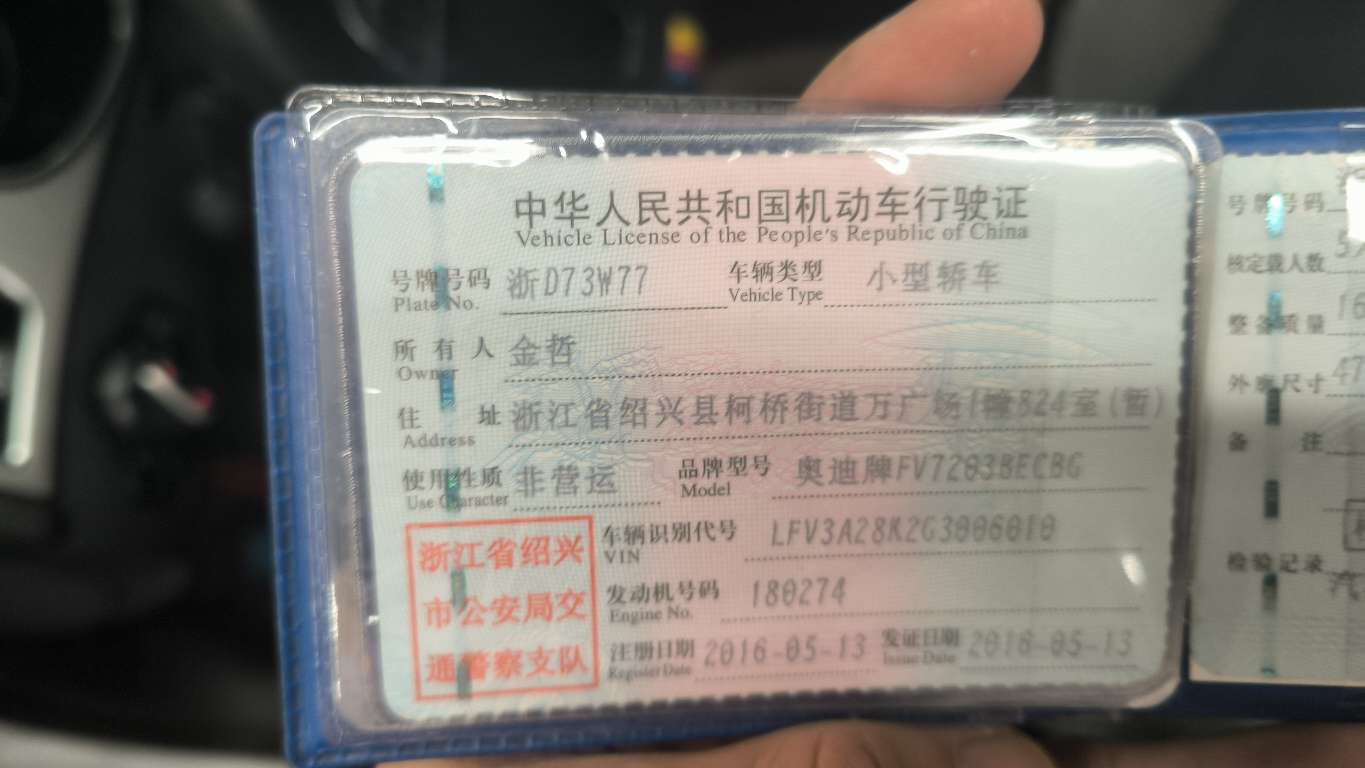 中华人民共和国机动车行驶证
Vehicle License of the People's Republic of China
号牌号码 浙D73W77 车辆类型 小型轿车
Plate No. Vehicle Type
所有人 金哲
Owner
住址 浙江省绍兴县柯桥街道万广场1幢B24室(暂)
Address
使用性质 非营运 品牌型号 奥迪牌FV7203BECBG
Use Character Model
车辆识别代号 LFV3A28K2G3006010
VIN
发动机号码 180274
Engine No.
注册日期 2016-05-13 发证日期 2016-05-13
Register Date Issue Date
浙江省绍兴
市公安局交
通警察支队
号牌号码
核定载人数 5
整备质量 16
外廓尺寸 47
备注
检验记录